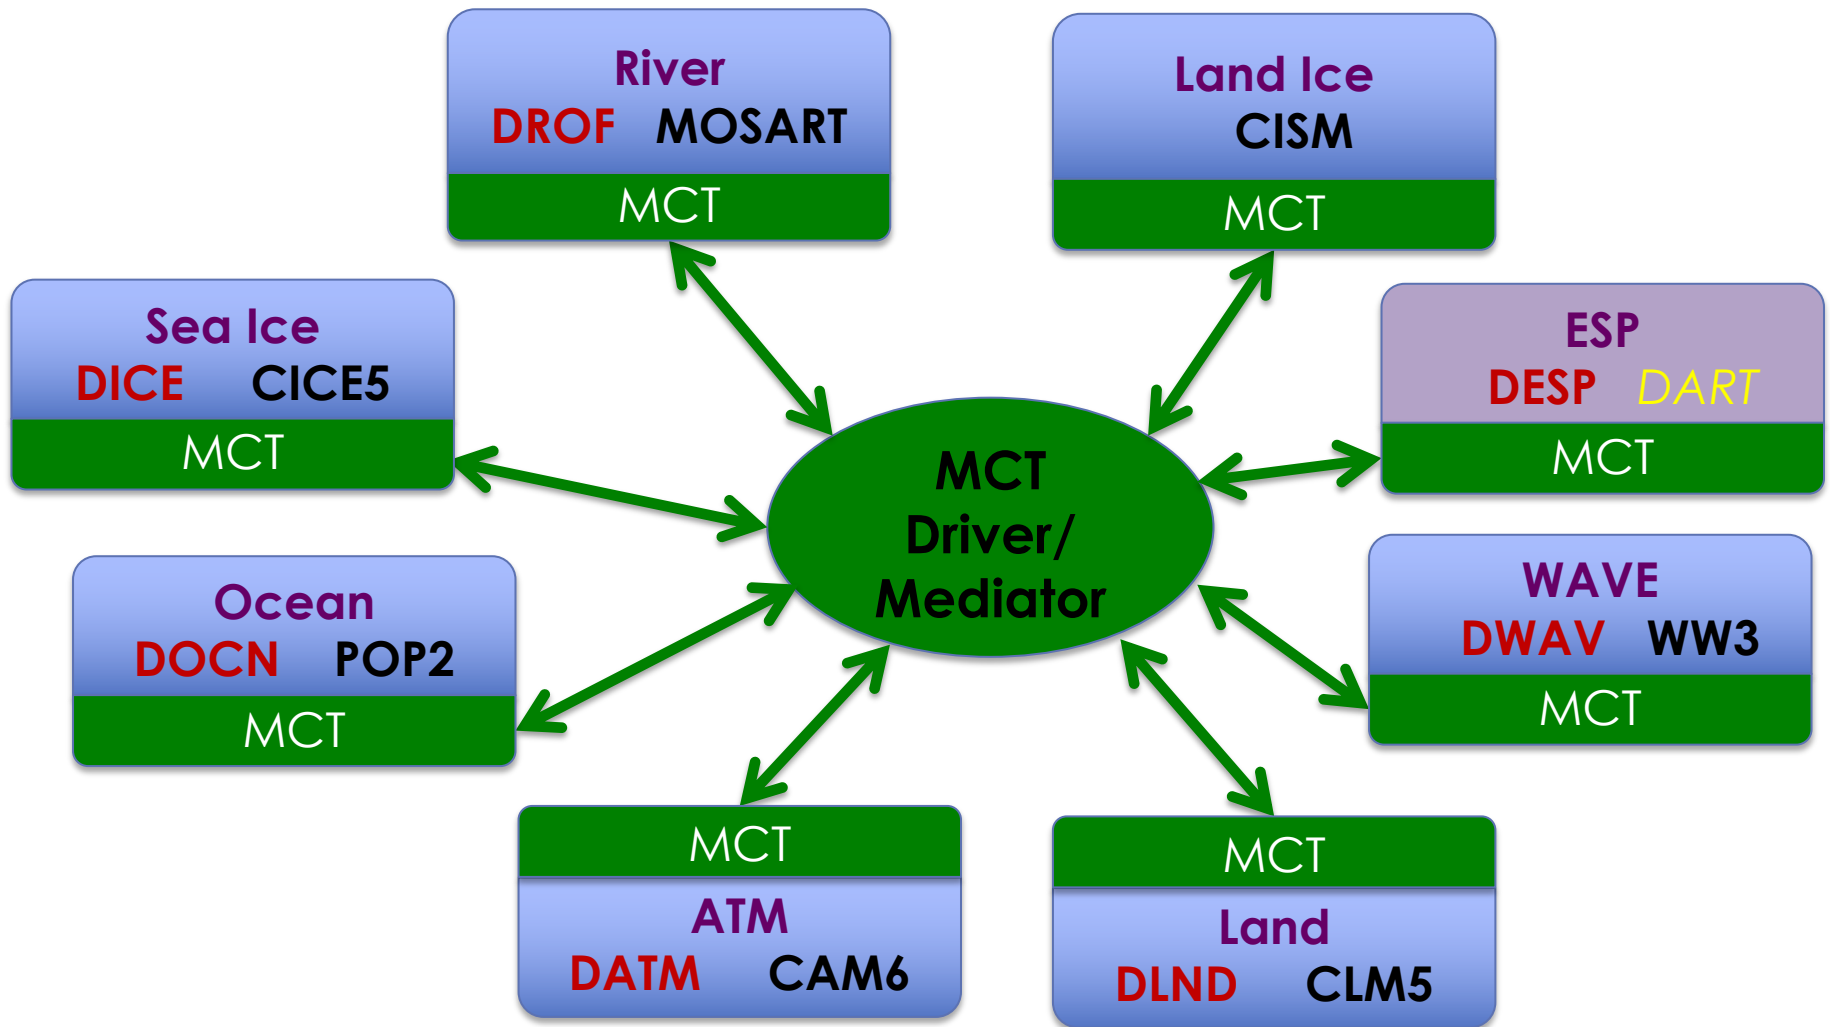 River
DROF MOSART
MCT
Land Ice
CISM
MCT
Sea Ice
DICE CICE5
MCT
ESP
DESP DART
MCT
MCT
Driver/
Mediator
Ocean
DOCN POP2
MCT
WAVE
DWAV WW3
MCT
MCT
ATM
DATM CAM6
MCT
Land
DLND CLM5